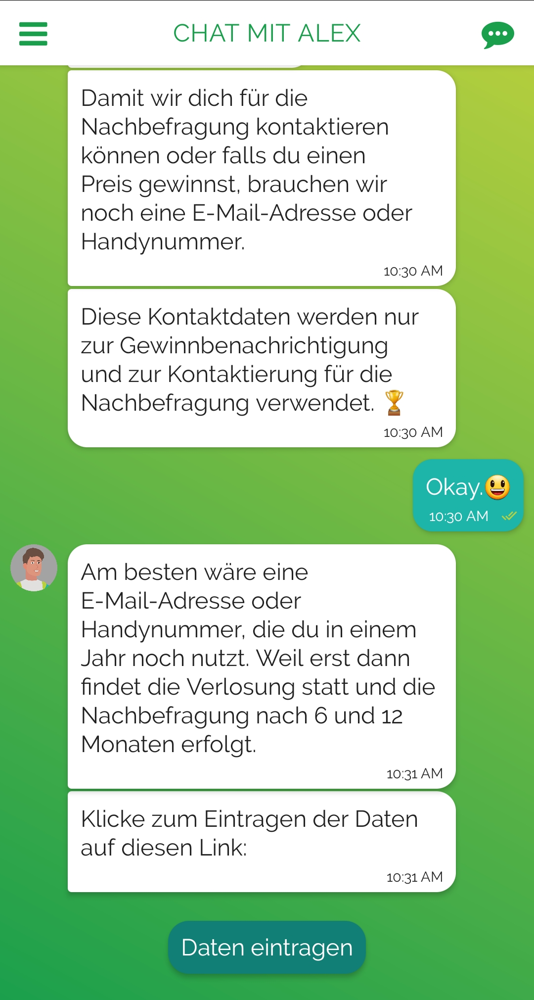 CHAT MIT ALEX
Damit wir dich für die
Nachbefragung kontaktieren
können oder falls du einen
Preis gewinnst, brauchen wir
noch eine E-Mail-Adresse oder
Handynummer.
10:30 AM
Diese Kontaktdaten werden nur
zur Gewinnbenachrichtigung
und zur Kontaktierung für die
Nachbefragung verwendet. 🏆
10:30 AM
Okay.😃
10:30 AM
Am besten wäre eine
E-Mail-Adresse oder
Handynummer, die du in einem
Jahr noch nutzt. Weil erst dann
findet die Verlosung statt und die
Nachbefragung nach 6 und 12
Monaten erfolgt.
10:31 AM
Klicke zum Eintragen der Daten
auf diesen Link:
10:31 AM
Daten eintragen